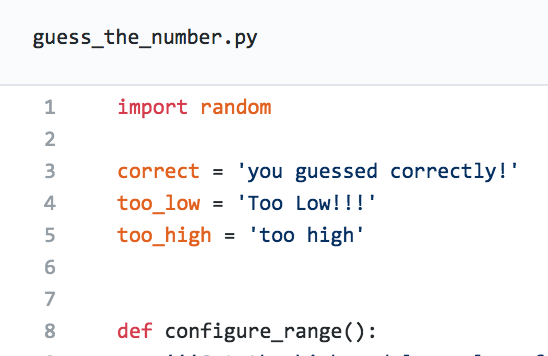 guess_the_number.py
1 import random
2
3 correct = 'you guessed correctly!'
4 too_low = 'Too Low!!!'
5 too_high = 'too high'
6
7
8 def configure_range():